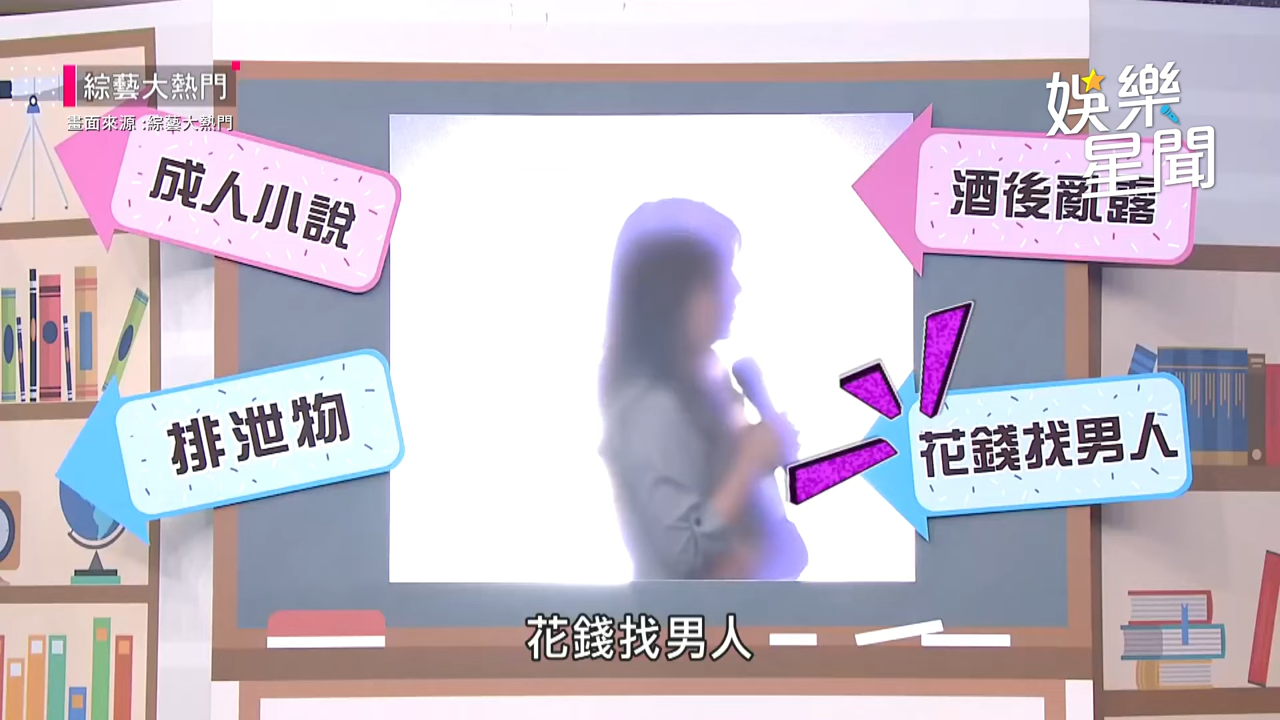 綜藝大熱門
畫面來源:綜藝大熱門
娛樂
星聞
成人小說
酒後亂露
排泄物
花錢找男人
花錢找男人